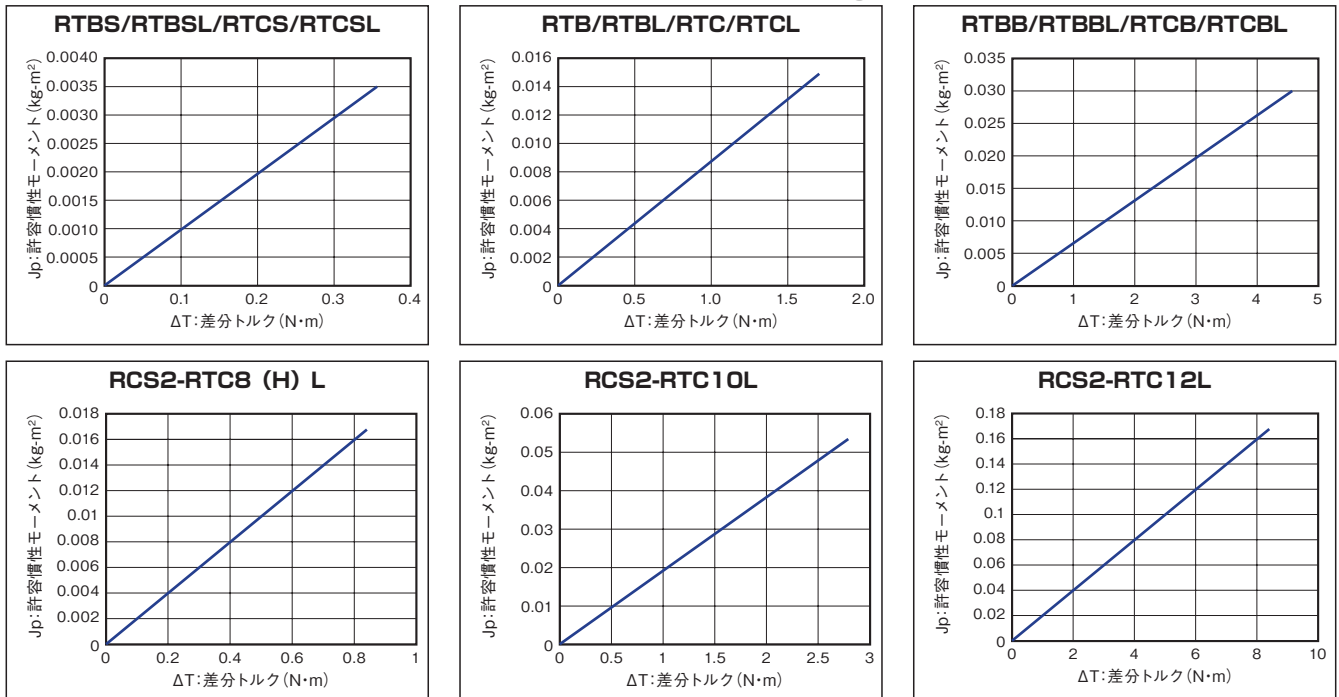 RTBS/RTBSL/RTCS/RTCSL
Jp：許容慣性モーメント（kg-m²）
0.0040
0.0035
0.0030
0.0025
0.0020
0.0015
0.0010
0.0005
0
0 0.1 0.2 0.3 0.4
ΔT：差分トルク（N・m）
RTB/RTBL/RTC/RTCL
Jp：許容慣性モーメント（kg-m²）
0.016
0.014
0.012
0.010
0.008
0.006
0.004
0.002
0
0 0.5 1.0 1.5 2.0
ΔT：差分トルク（N・m）
RTBB/RTBBL/RTCB/RTCBL
Jp：許容慣性モーメント（kg-m²）
0.035
0.030
0.025
0.020
0.015
0.010
0.005
0
0 1 2 3 4 5
ΔT：差分トルク（N・m）
RCS2-RTC8（H）L
Jp：許容慣性モーメント（kg-m²）
0.018
0.016
0.014
0.012
0.01
0.008
0.006
0.004
0.002
0
0 0.2 0.4 0.6 0.8 1
ΔT：差分トルク（N・m）
RCS2-RTC10L
Jp：許容慣性モーメント（kg-m²）
0.06
0.05
0.04
0.03
0.02
0.01
0
0 0.5 1 1.5 2 2.5 3
ΔT：差分トルク（N・m）
RCS2-RTC12L
Jp：許容慣性モーメント（kg-m²）
0.18
0.16
0.14
0.12
0.1
0.08
0.06
0.04
0.02
0
0 2 4 6 8 10
ΔT：差分トルク（N・m）